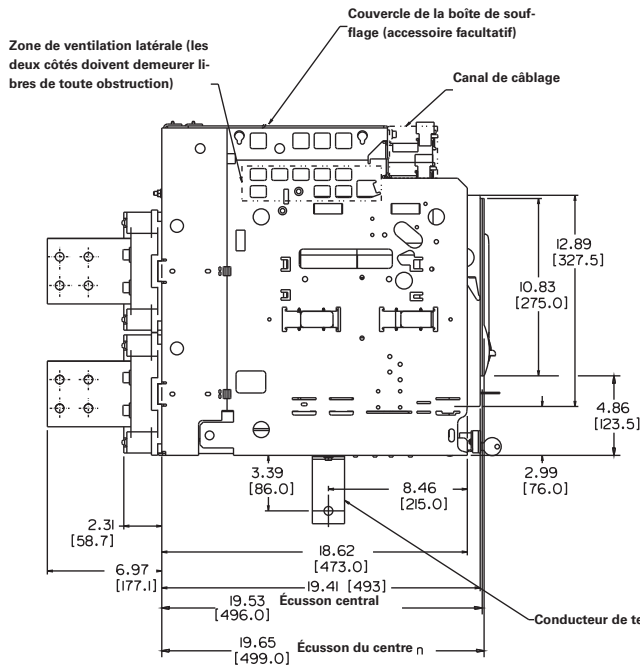 Couvercle de la boîte de souf-
flage (accessoire facultatif)
Zone de ventilation latérale (les
deux côtés doivent demeurer li-
bres de toute obstruction)
Canal de câblage
12.89
[327.5]
10.83
[275.0]
4.86
[123.5]
3.39
[86.0]
8.46
[215.0]
2.99
[76.0]
2.31
[58.7]
18.62
[473.0]
6.97
[177.1]
19.41 [493]
19.53 Écusson central
[496.0]
Conducteur de te
19.65 Écusson du centre n
[499.0]